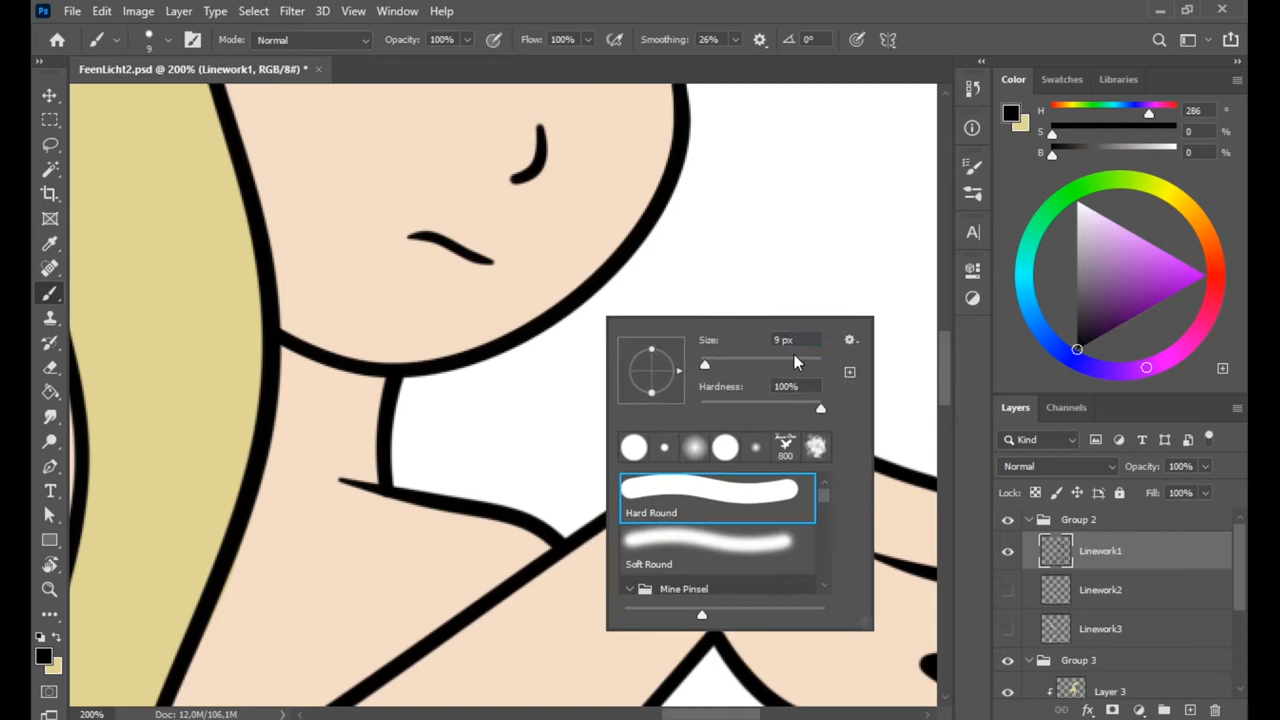 Ps File Edit Image Layer Type Select Filter 3D View Window Help
9 Mode: Normal Opacity: 100% Flow: 100% Smoothing: 26% 0°
FeenLicht2.psd @ 200% (Linework1, RGB/8#) * ×
Color Swatches Libraries
H 286 °
S 0 %
B 0 %
Size: 9 px
Hardness: 100%
800
Hard Round
Soft Round
Mine Pinsel
Layers Channels
Kind
Normal Opacity: 100%
Lock: Fill: 100%
Group 2
Linework1
Linework2
Linework3
Group 3
Layer 3
200% Doc: 12,0M/106,1M